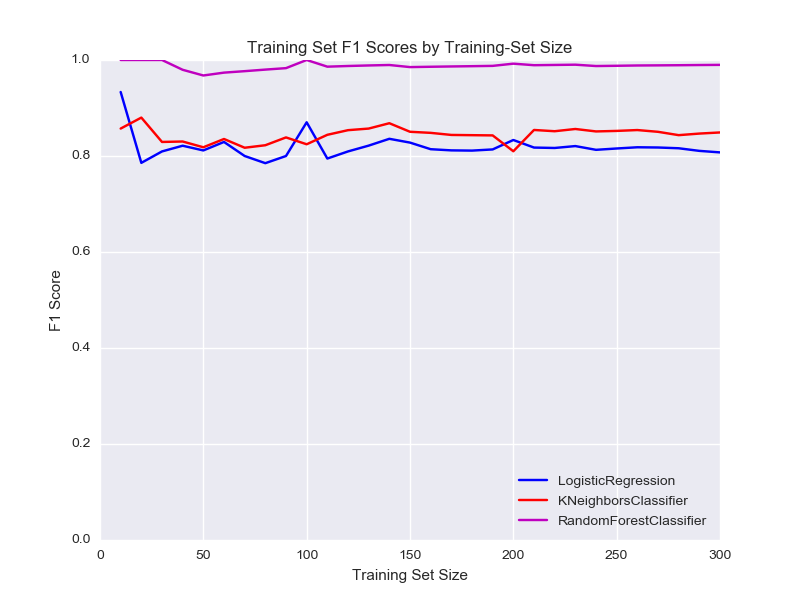 Training Set F1 Scores by Training-Set Size
1.0
0.8
0.6
0.4
0.2
0.0
F1 Score
0 50 100 150 200 250 300
Training Set Size
LogisticRegression
KNeighborsClassifier
RandomForestClassifier